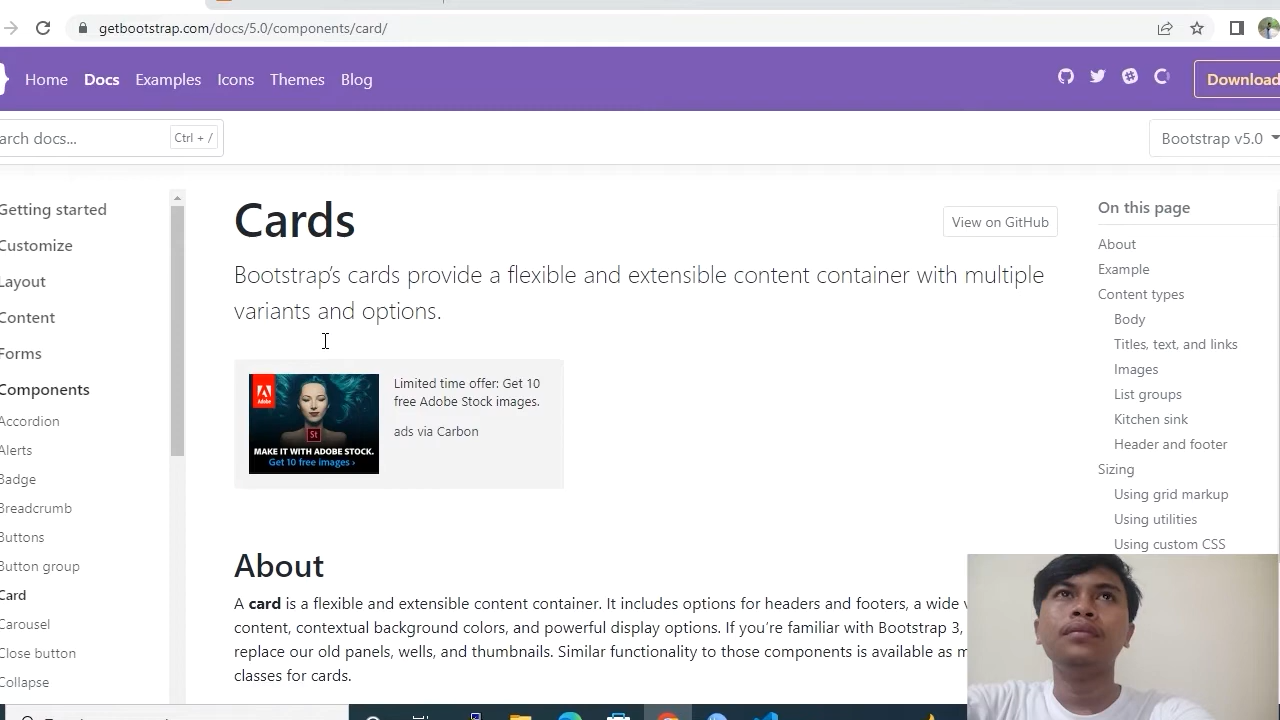 getbootstrap.com/docs/5.0/components/card/
Home Docs Examples Icons Themes Blog
Download
arch docs... Ctrl + /
Bootstrap v5.0
Getting started
Customize
Layout
Content
Forms
Components
Accordion
Alerts
Badge
Breadcrumb
Buttons
Button group
Card
Carousel
Close button
Collapse
Cards
View on GitHub
Bootstrap's cards provide a flexible and extensible content container with multiple
variants and options.
Adobe
St
MAKE IT WITH ADOBE STOCK.
Get 10 free images ›
Limited time offer: Get 10
free Adobe Stock images.
ads via Carbon
About
A card is a flexible and extensible content container. It includes options for headers and footers, a wide
content, contextual background colors, and powerful display options. If you're familiar with Bootstrap 3,
replace our old panels, wells, and thumbnails. Similar functionality to those components is available as
classes for cards.
On this page
About
Example
Content types
Body
Titles, text, and links
Images
List groups
Kitchen sink
Header and footer
Sizing
Using grid markup
Using utilities
Using custom CSS